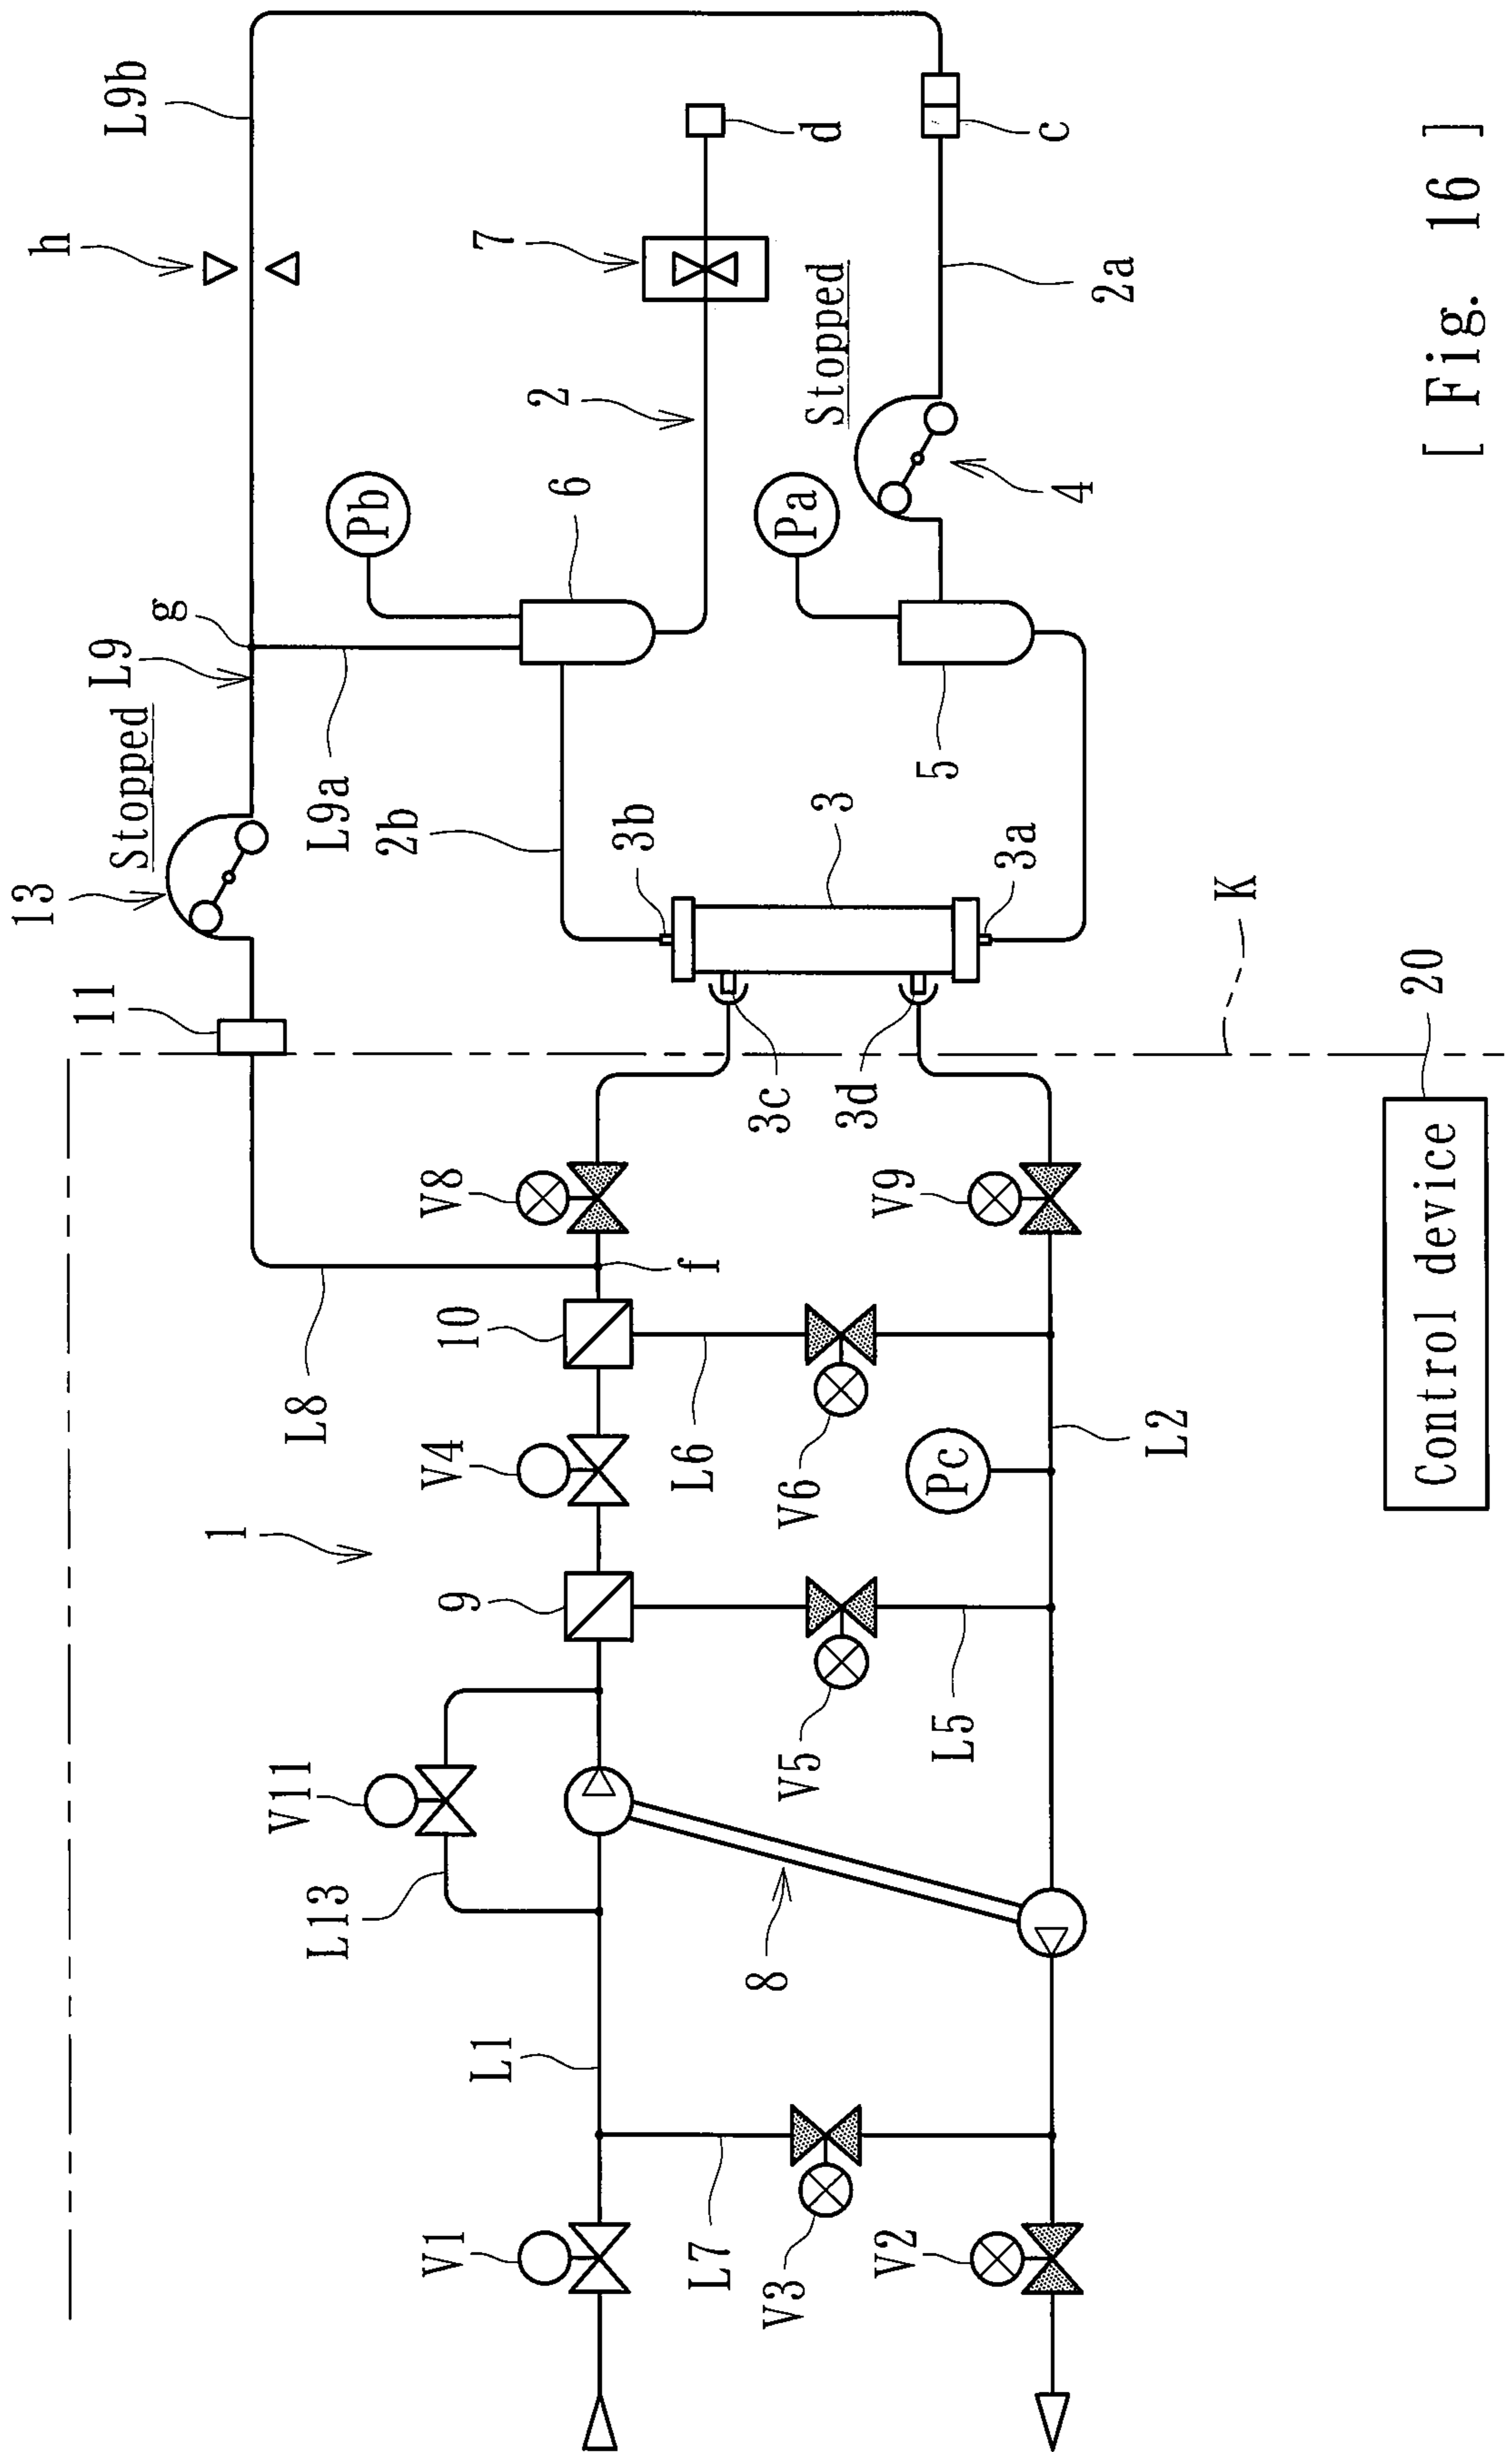 h
L9b
L9
g
Stopped
13
11
L9a
Pb
6
2
7
d
Stopped
Pa
4
2a
c
2b
3b
3
3a
5
K
3c
3d
L8
V8
f
10
V4
L6
V6
V9
Pc
L2
1
9
V5
L5
V11
L13
8
L1
V1
L7
V3
V2
20
Control device
[ Fig. 16 ]